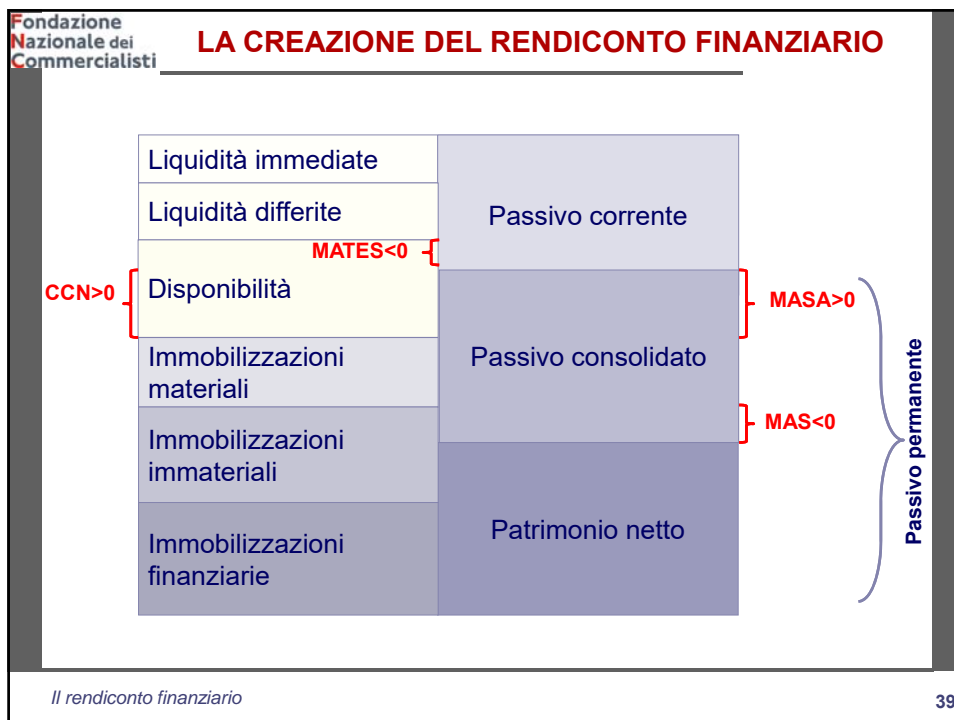 Fondazione
Nazionale dei
Commercialisti
LA CREAZIONE DEL RENDICONTO FINANZIARIO
Liquidità immediate
Liquidità differite
Passivo corrente
MATES<0
CCN>0
Disponibilità
MASA>0
Immobilizzazioni
materiali
Passivo consolidato
MAS<0
Immobilizzazioni
immateriali
Patrimonio netto
Immobilizzazioni
finanziarie
Passivo permanente
Il rendiconto finanziario
39